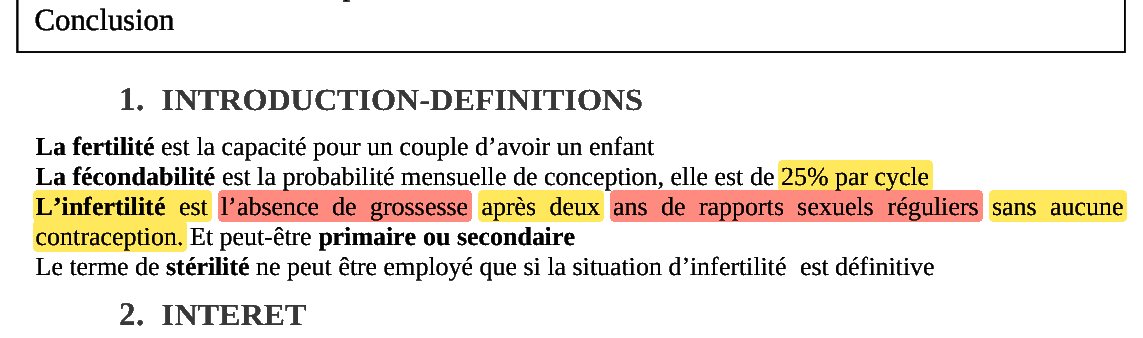 Conclusion
1. INTRODUCTION-DEFINITIONS
La fertilité est la capacité pour un couple d’avoir un enfant
La fécondabilité est la probabilité mensuelle de conception, elle est de 25% par cycle
L’infertilité est l’absence de grossesse après deux ans de rapports sexuels réguliers sans aucune
contraception. Et peut-être primaire ou secondaire
Le terme de stérilité ne peut être employé que si la situation d’infertilité est définitive
2. INTERET